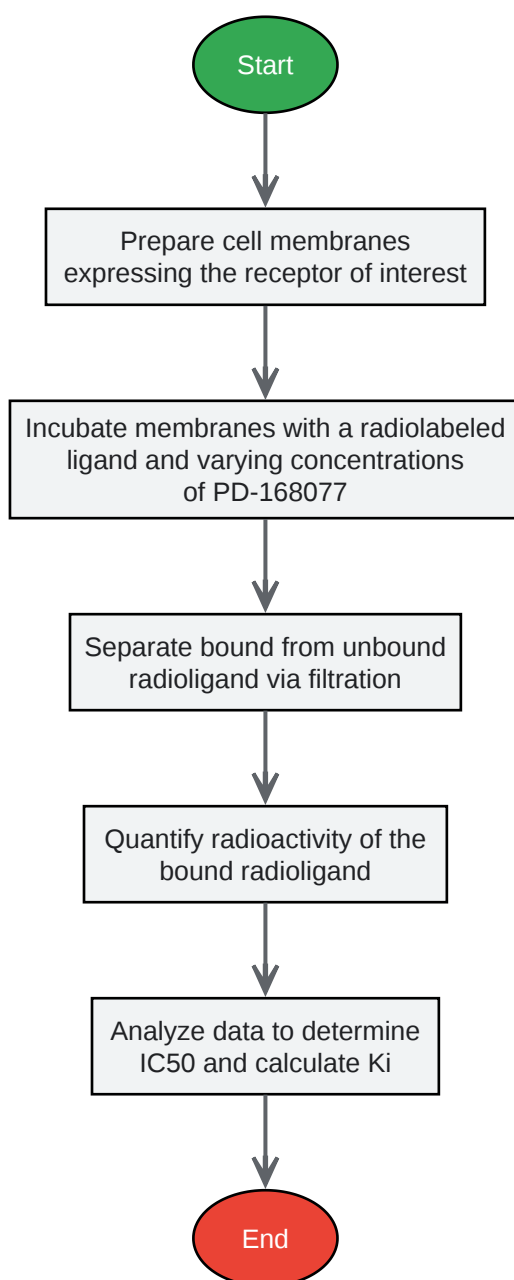 Start
Prepare cell membranes
expressing the receptor of interest
Incubate membranes with a radiolabeled
ligand and varying concentrations
of PD-168077
Separate bound from unbound
radioligand via filtration
Quantify radioactivity of the
bound radioligand
Analyze data to determine
IC50 and calculate Ki
End